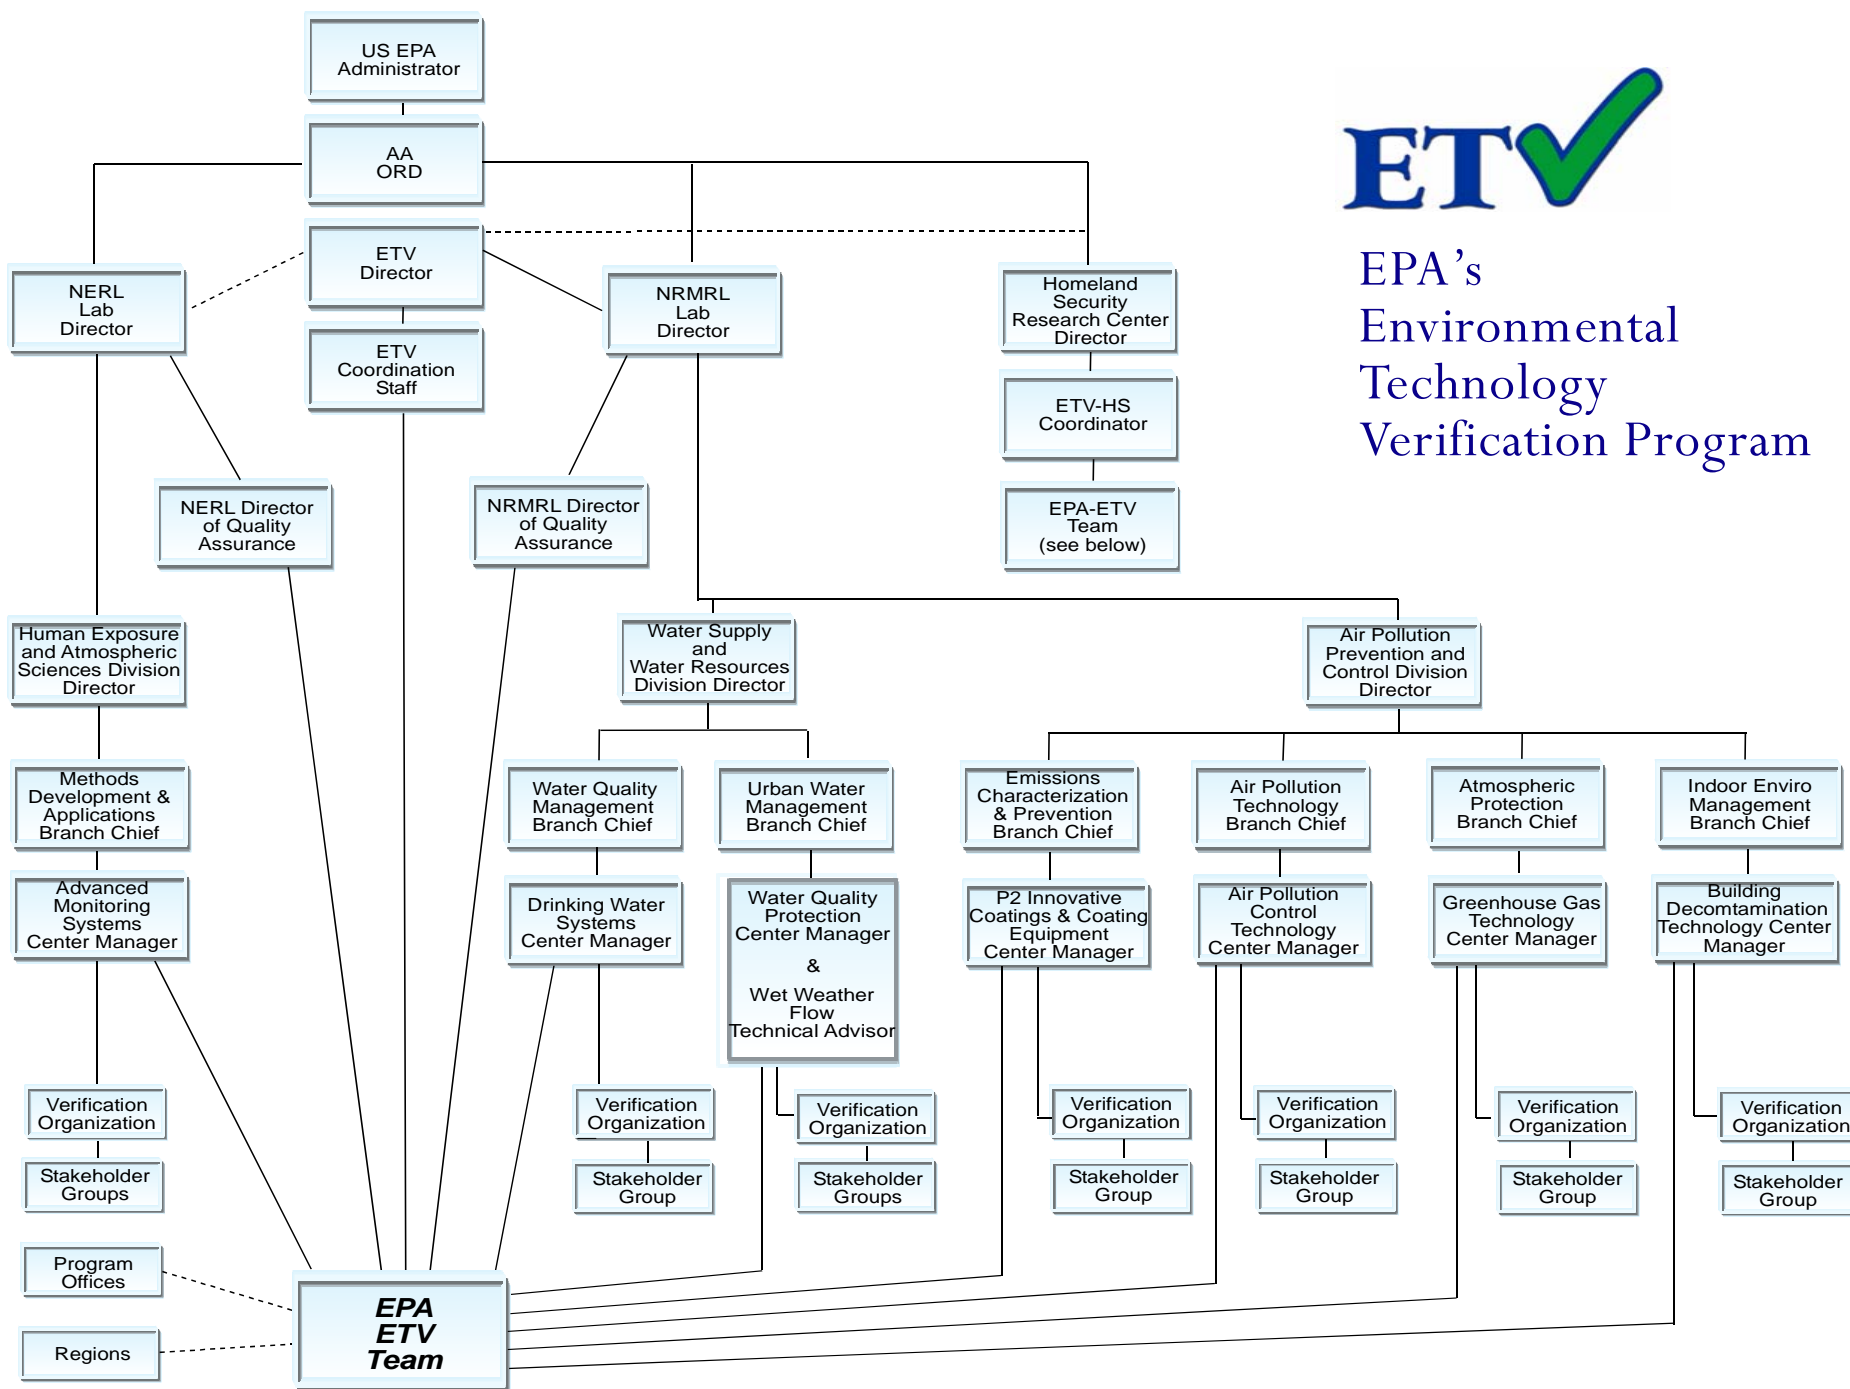 US EPA
Administrator
AA
ORD
ETV
EPA's
Environmental
Technology
Verification Program
ETV
Director
NERL
Lab
Director
NRMRL
Lab
Director
Homeland
Security
Research Center
Director
ETV
Coordination
Staff
ETV-HS
Coordinator
NERL Director
of Quality
Assurance
NRMRL Director
of Quality
Assurance
EPA-ETV
Team
(see below)
Human Exposure
and Atmospheric
Sciences Division
Director
Water Supply
and
Water Resources
Division Director
Air Pollution
Prevention and
Control Division
Director
Methods
Development &
Applications
Branch Chief
Water Quality
Management
Branch Chief
Urban Water
Management
Branch Chief
Emissions
Characterization
& Prevention
Branch Chief
Air Pollution
Technology
Branch Chief
Atmospheric
Protection
Branch Chief
Indoor Enviro
Management
Branch Chief
Advanced
Monitoring
Systems
Center Manager
Drinking Water
Systems
Center Manager
Water Quality
Protection
Center Manager
&
Wet Weather
Flow
Technical Advisor
P2 Innovative
Coatings & Coating
Equipment
Center Manager
Air Pollution
Control
Technology
Center Manager
Greenhouse Gas
Technology
Center Manager
Building
Decomtamination
Technology Center
Manager
Verification
Organization
Verification
Organization
Verification
Organization
Verification
Organization
Verification
Organization
Verification
Organization
Verification
Organization
Stakeholder
Groups
Stakeholder
Group
Stakeholder
Groups
Stakeholder
Group
Stakeholder
Group
Stakeholder
Group
Stakeholder
Group
Program
Offices
Regions
EPA
ETV
Team